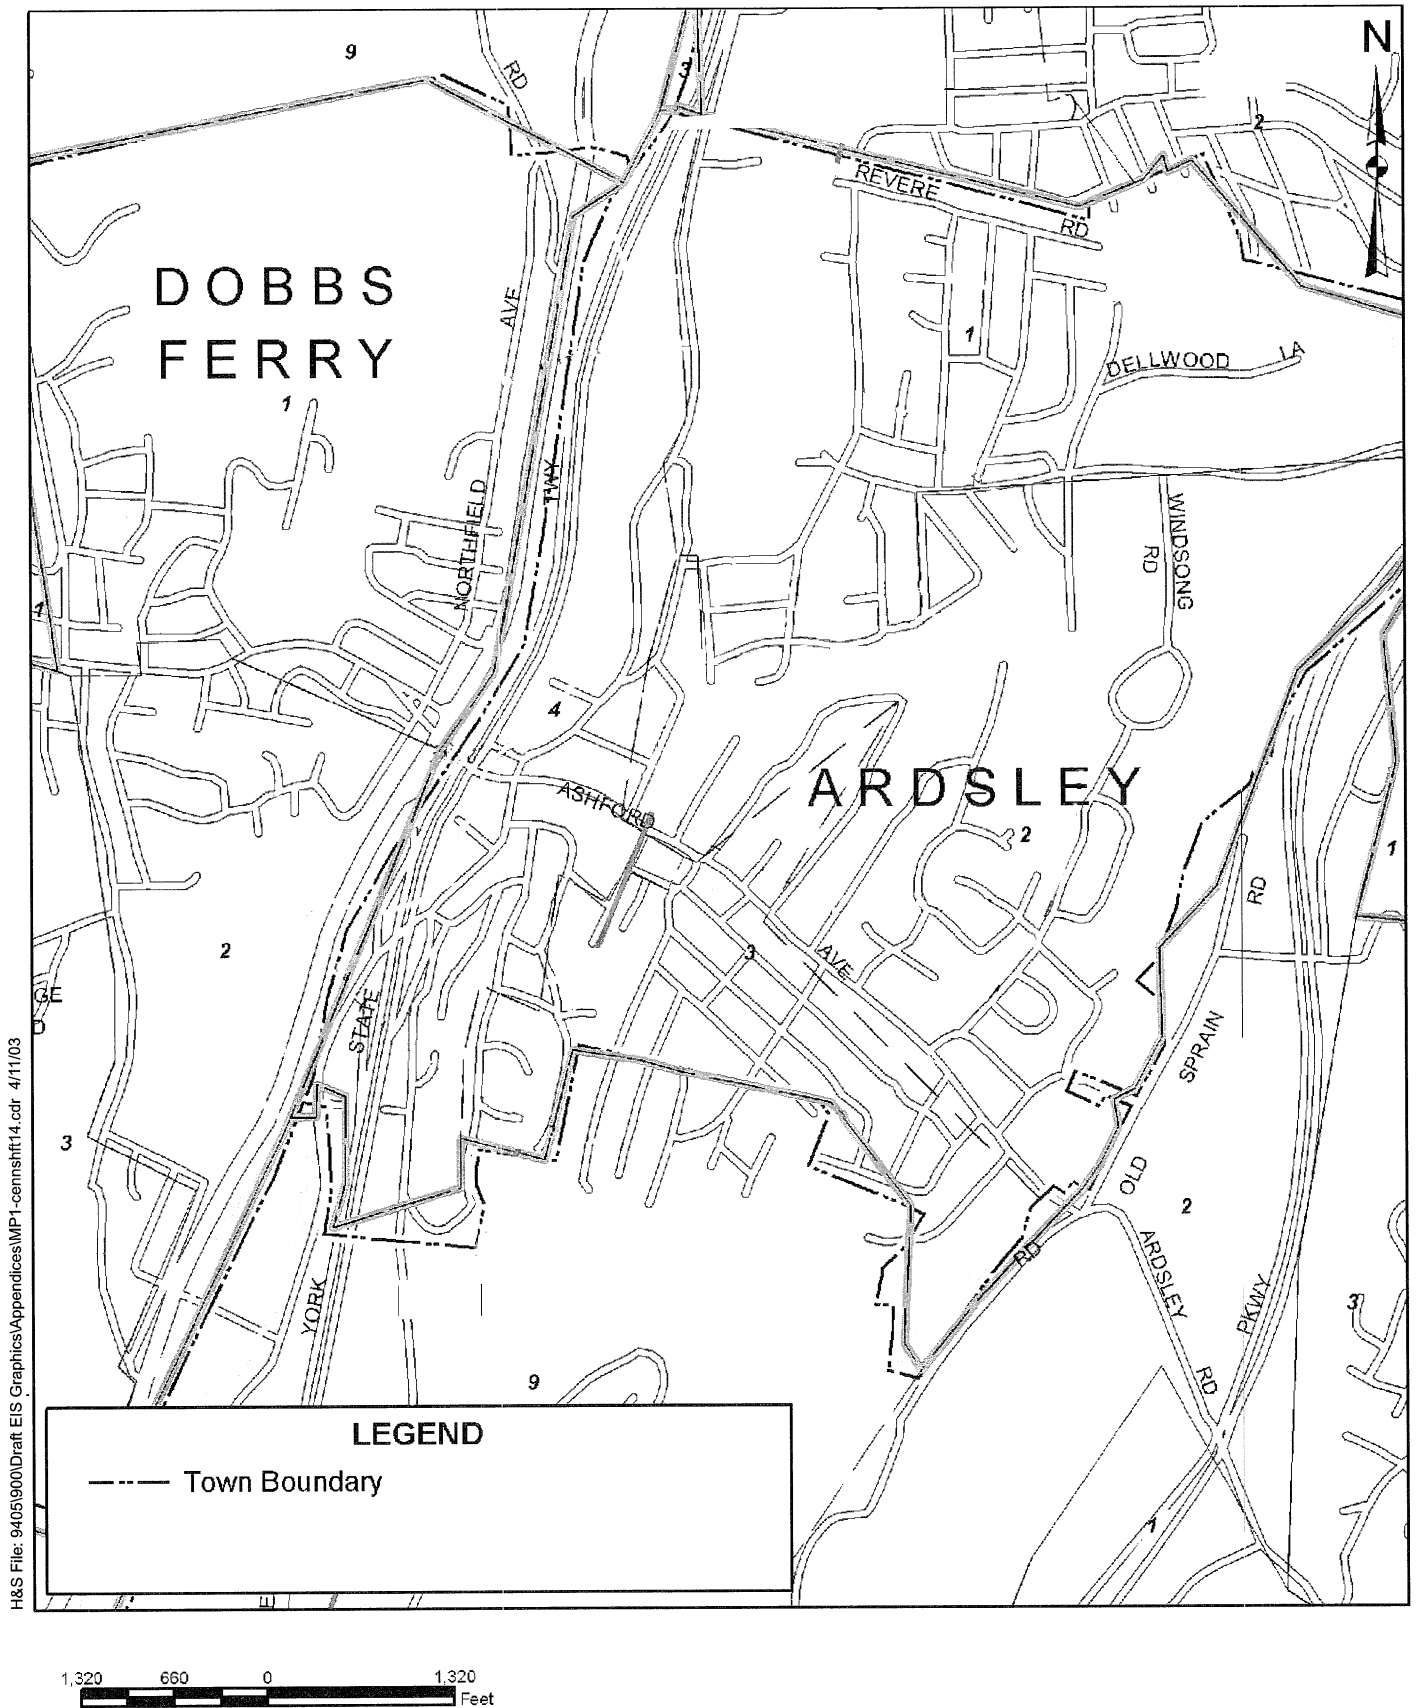 N
9
RD
3
2
REVERE
RD
DOBBS
FERRY
AVE
1
1
DELLWOOD
LA
TWY
NORTHFIELD
WINDSONG
RD
1
4
ARDSLEY
ASHFORD
2
1
RD
2
3
AVE
GE
D
STATE
SPRAIN
3
OLD
2
RD
ARDSLEY
YORK
PKWY
3
9
RD
1
E
LEGEND
Town Boundary
H&S File: 9405\900\Draft EIS Graphics\Appendices\MP1-cennshft14.cdr 4/11/03
1,320 660 0 1,320
Feet